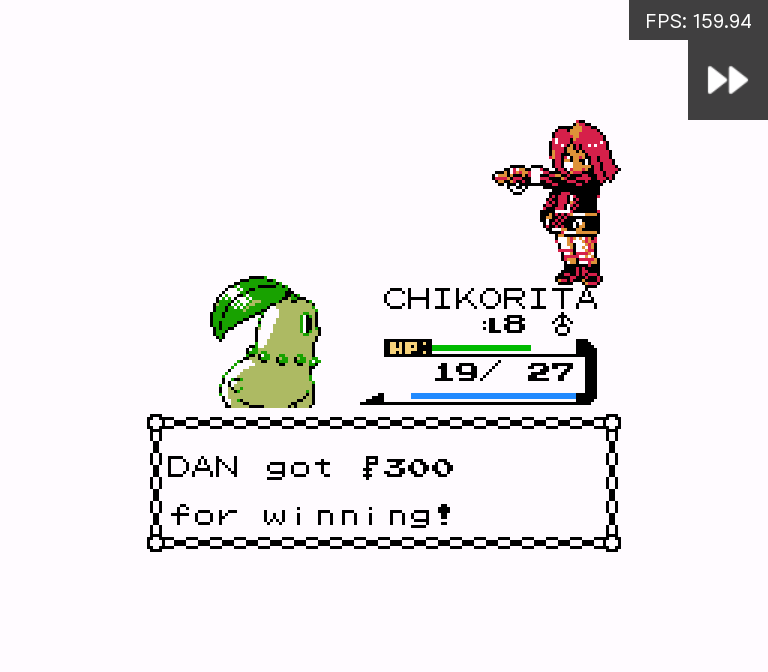 FPS: 159.94
CHIKORITA
:L8 ♂
HP:
19/ 27
DAN got ₽300
for winning!